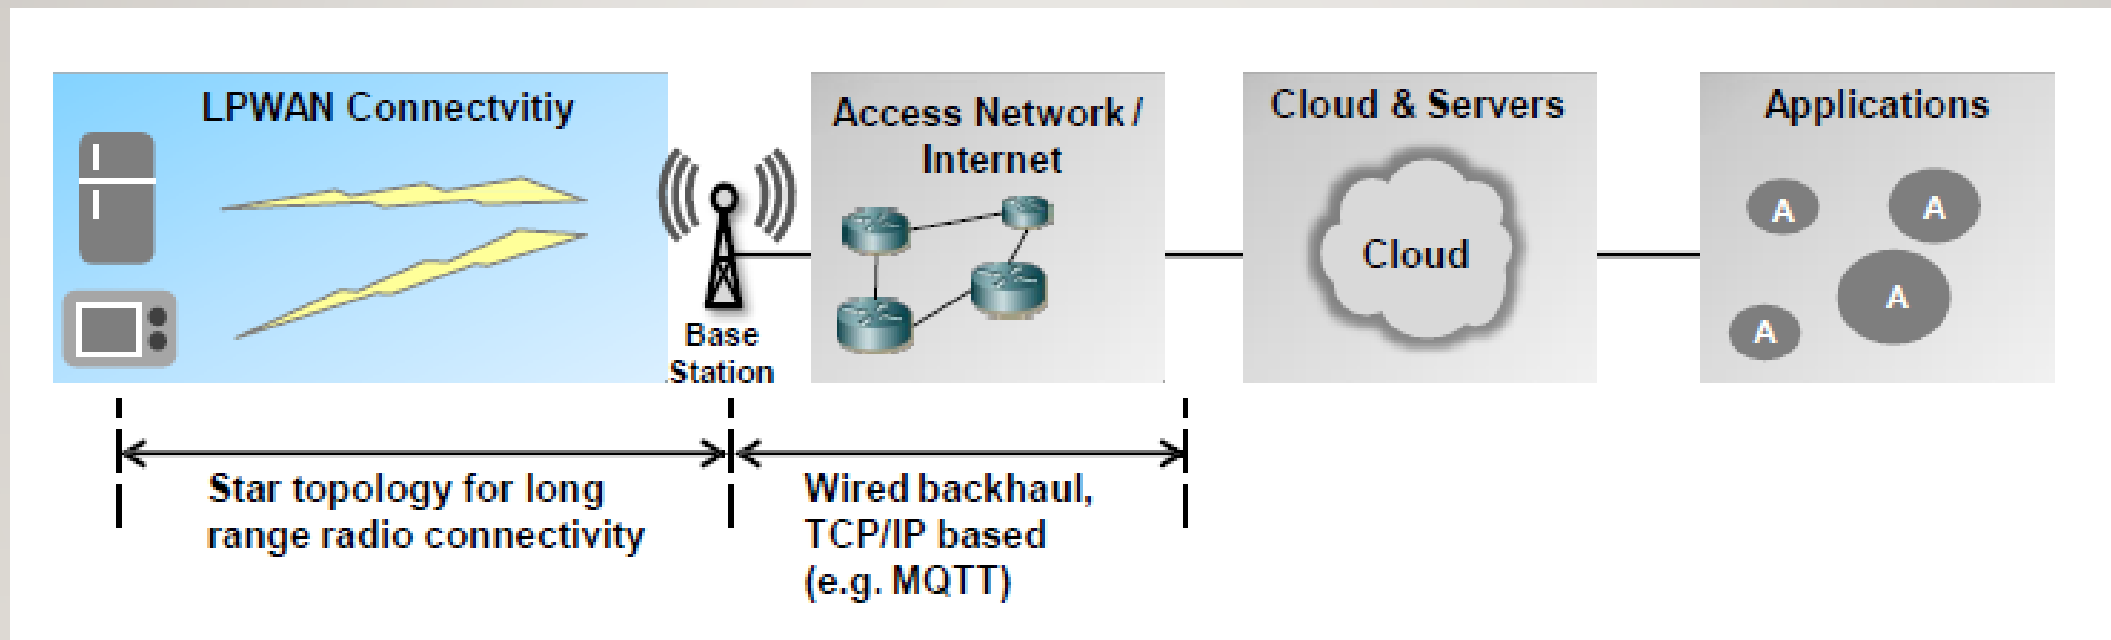 LPWAN Connectvitiy
Base
Station
Access Network /
Internet
Cloud & Servers
Cloud
Applications
A
A
A
A
Star topology for long
range radio connectivity
Wired backhaul,
TCP/IP based
(e.g. MQTT)